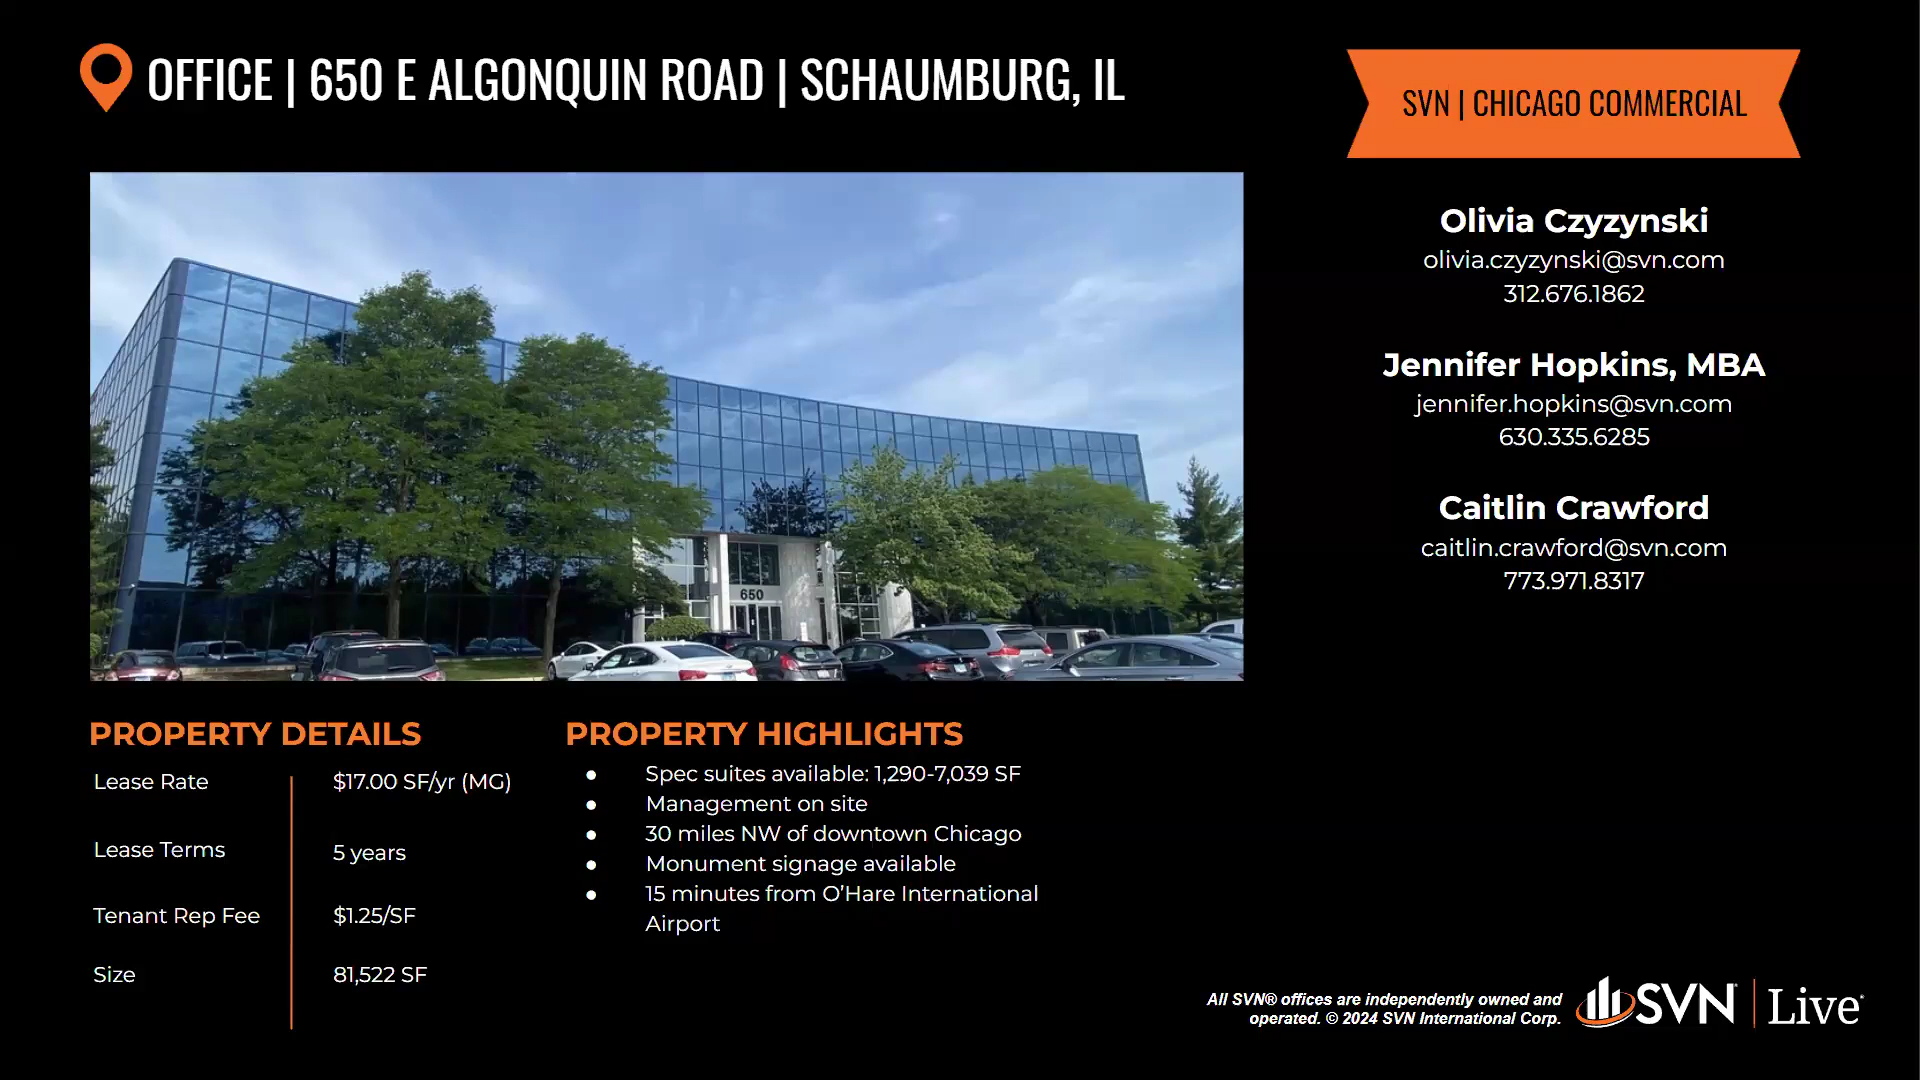 OFFICE | 650 E ALGONQUIN ROAD | SCHAUMBURG, IL
SVN | CHICAGO COMMERCIAL
Olivia Czyzynski
olivia.czyzynski@svn.com
312.676.1862
Jennifer Hopkins, MBA
jennifer.hopkins@svn.com
630.335.6285
Caitlin Crawford
caitlin.crawford@svn.com
773.971.8317
650
PROPERTY DETAILS
Lease Rate $17.00 SF/yr (MG)
Lease Terms 5 years
Tenant Rep Fee $1.25/SF
Size 81,522 SF
PROPERTY HIGHLIGHTS
● Spec suites available: 1,290-7,039 SF
● Management on site
● 30 miles NW of downtown Chicago
● Monument signage available
● 15 minutes from O’Hare International
Airport
All SVN® offices are independently owned and
operated. © 2024 SVN International Corp.
SVN® | Live®